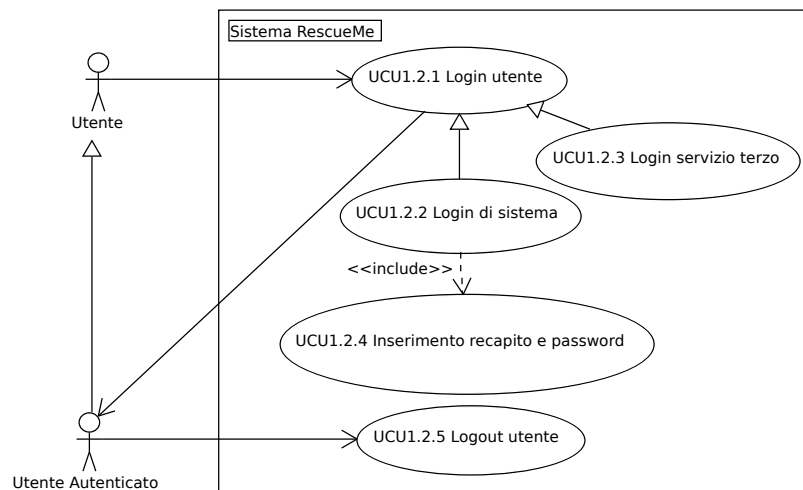 Sistema RescueMe
UCU1.2.1 Login utente
Utente
UCU1.2.3 Login servizio terzo
UCU1.2.2 Login di sistema
<<include>>
UCU1.2.4 Inserimento recapito e password
UCU1.2.5 Logout utente
Utente Autenticato